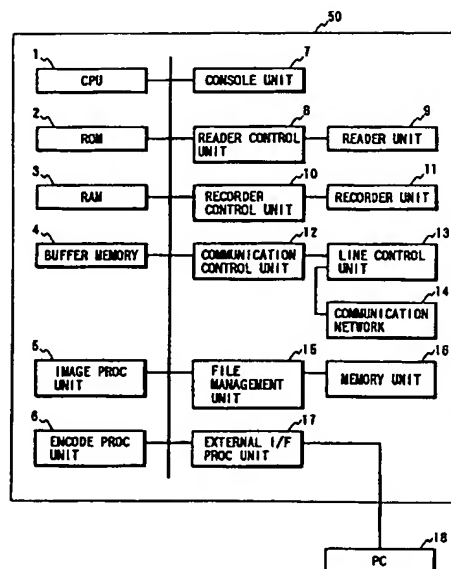 50
1
CPU
7
CONSOLE UNIT
2
ROM
8
READER CONTROL
UNIT
9
READER UNIT
3
RAM
10
RECORDER
CONTROL UNIT
11
RECORDER UNIT
4
BUFFER MEMORY
12
COMMUNICATION
CONTROL UNIT
13
LINE CONTROL
UNIT
14
COMMUNICATION
NETWORK
5
IMAGE PROC
UNIT
15
FILE
MANAGEMENT
UNIT
16
MEMORY UNIT
6
ENCODE PROC
UNIT
17
EXTERNAL I/F
PROC UNIT
18
PC